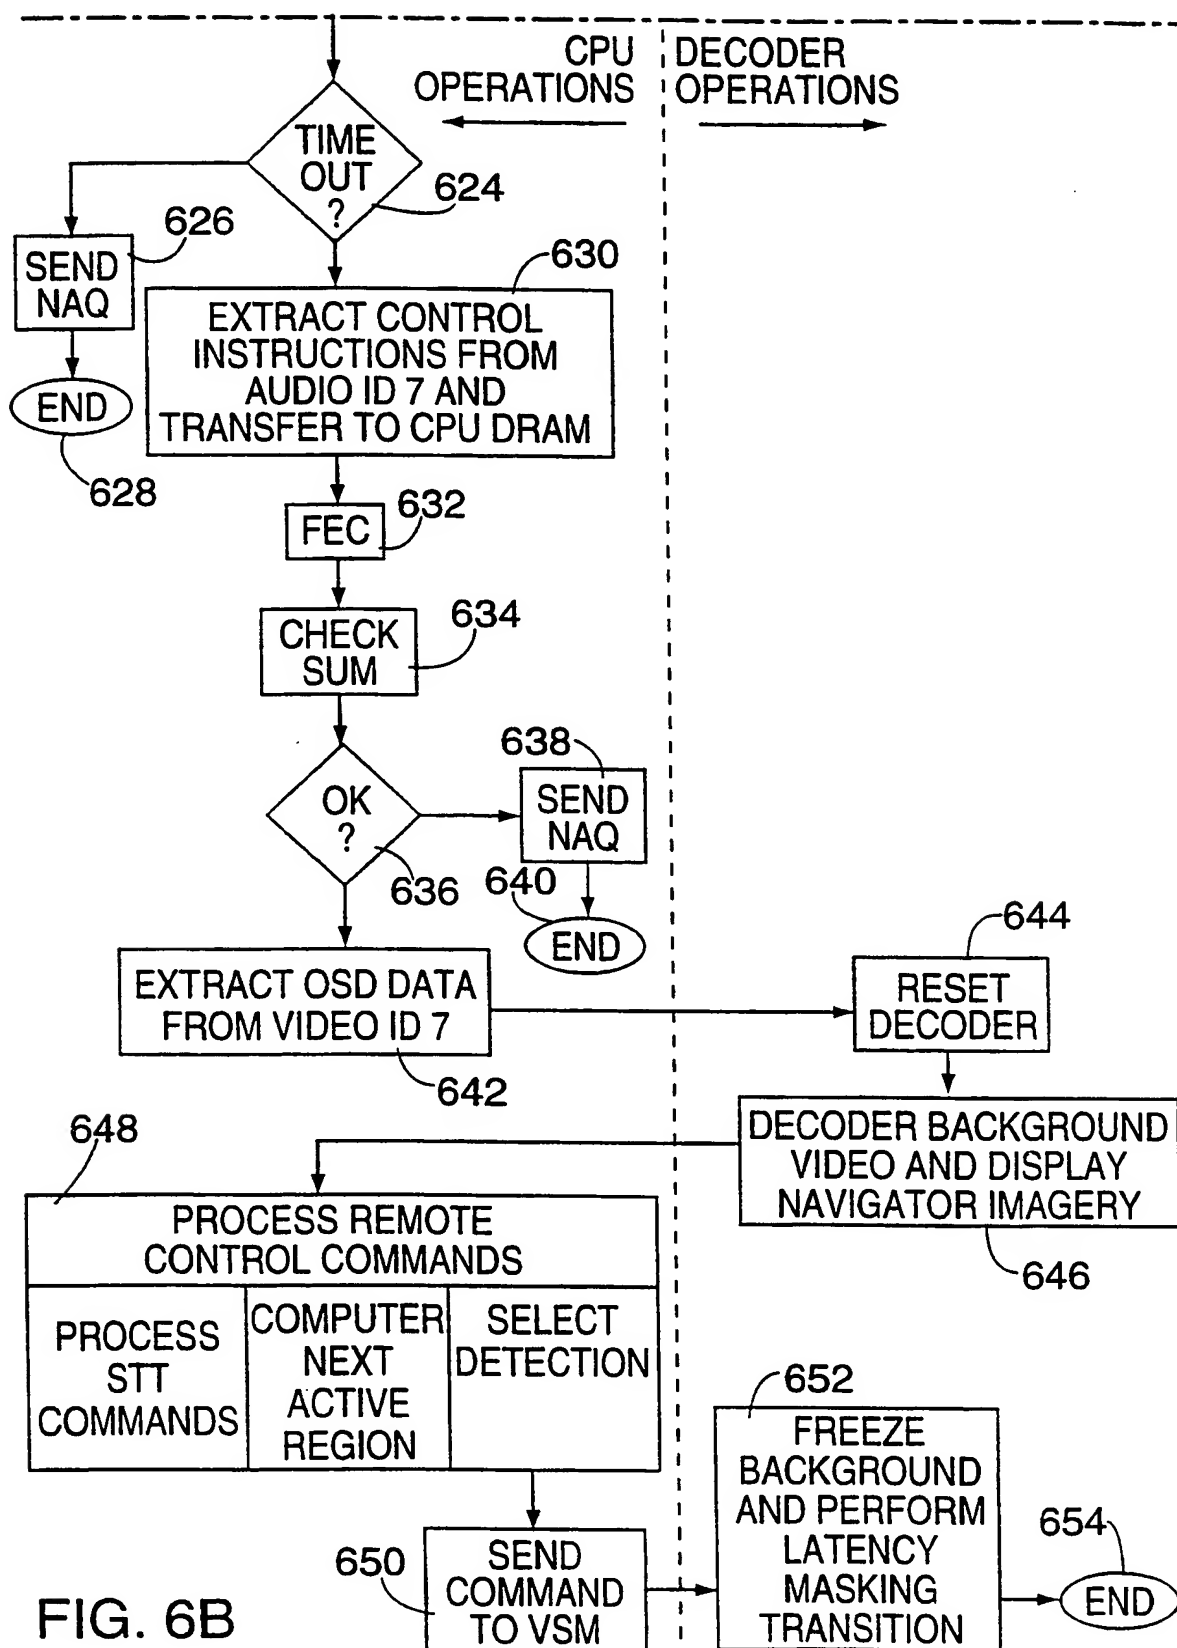 CPU
OPERATIONS
DECODER
OPERATIONS
TIME
OUT
?
624
626
SEND
NAQ
END
628
630
EXTRACT CONTROL
INSTRUCTIONS FROM
AUDIO ID 7 AND
TRANSFER TO CPU DRAM
632
FEC
634
CHECK
SUM
OK
?
636
638
SEND
NAQ
640
END
EXTRACT OSD DATA
FROM VIDEO ID 7
642
644
RESET
DECODER
DECODER BACKGROUND
VIDEO AND DISPLAY
NAVIGATOR IMAGERY
646
648
PROCESS REMOTE
CONTROL COMMANDS
PROCESS
STT
COMMANDS
COMPUTER
NEXT
ACTIVE
REGION
SELECT
DETECTION
650
SEND
COMMAND
TO VSM
652
FREEZE
BACKGROUND
AND PERFORM
LATENCY
MASKING
TRANSITION
654
END
FIG. 6B